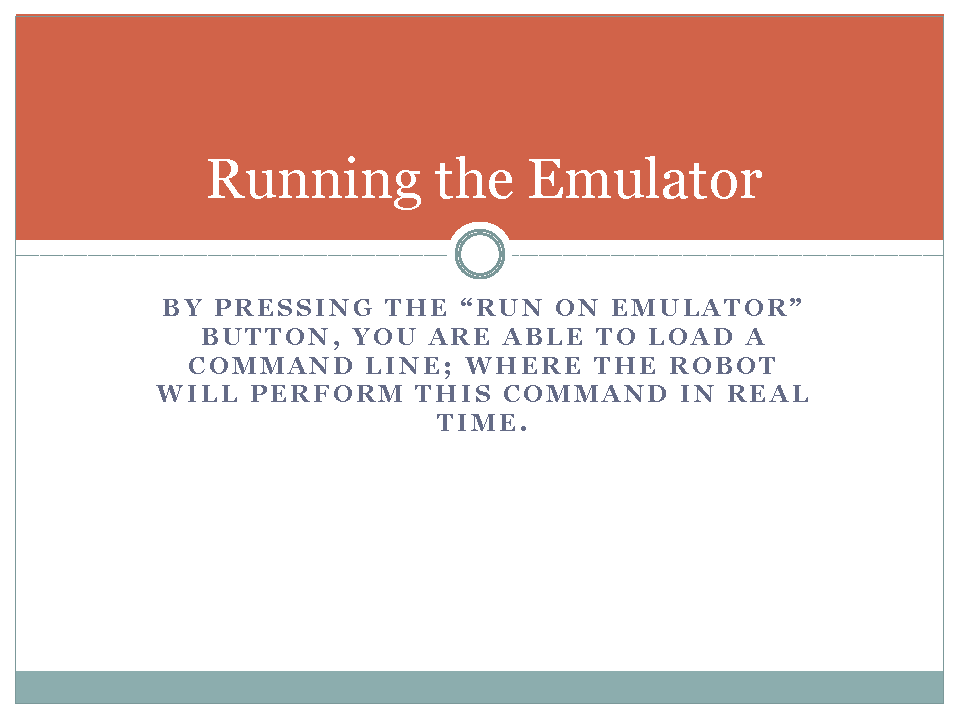 Running the Emulator
BY PRESSING THE “RUN ON EMULATOR”
BUTTON, YOU ARE ABLE TO LOAD A
COMMAND LINE; WHERE THE ROBOT
WILL PERFORM THIS COMMAND IN REAL
TIME.